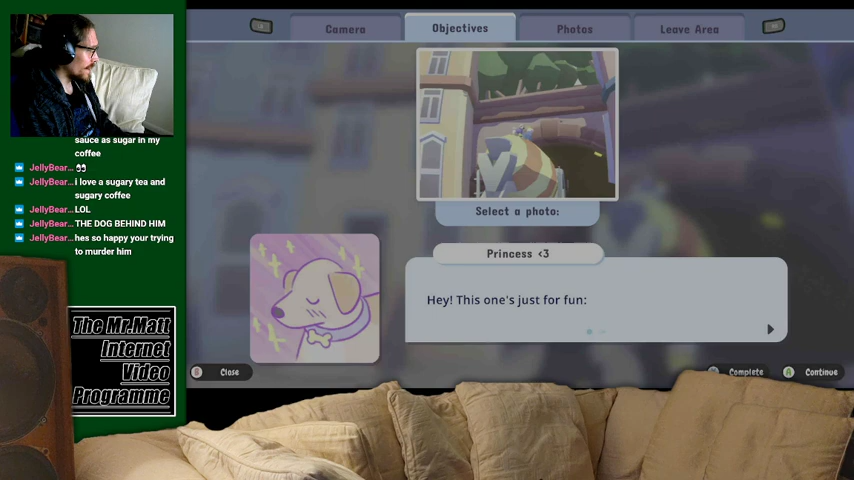 Camera
Objectives
Photos
Leave Area
sauce as sugar in my
coffee
JellyBear... 👀
JellyBear... i love a sugary tea and
sugary coffee
JellyBear... LOL
JellyBear... THE DOG BEHIND HIM
JellyBear... hes so happy your trying
to murder him
Select a photo:
Princess <3
Hey! This one's just for fun:
The Mr.Matt
Internet
Video
Programme
B Close
Complete
A Continue